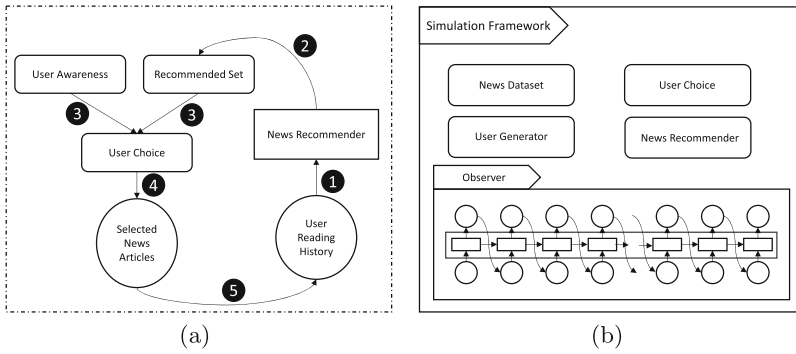 User Awareness
Recommended Set
2
3
3
User Choice
News Recommender
4
1
Selected
News
Articles
User
Reading
History
5
(a)
Simulation Framework
News Dataset
User Choice
User Generator
News Recommender
Observer
(b)